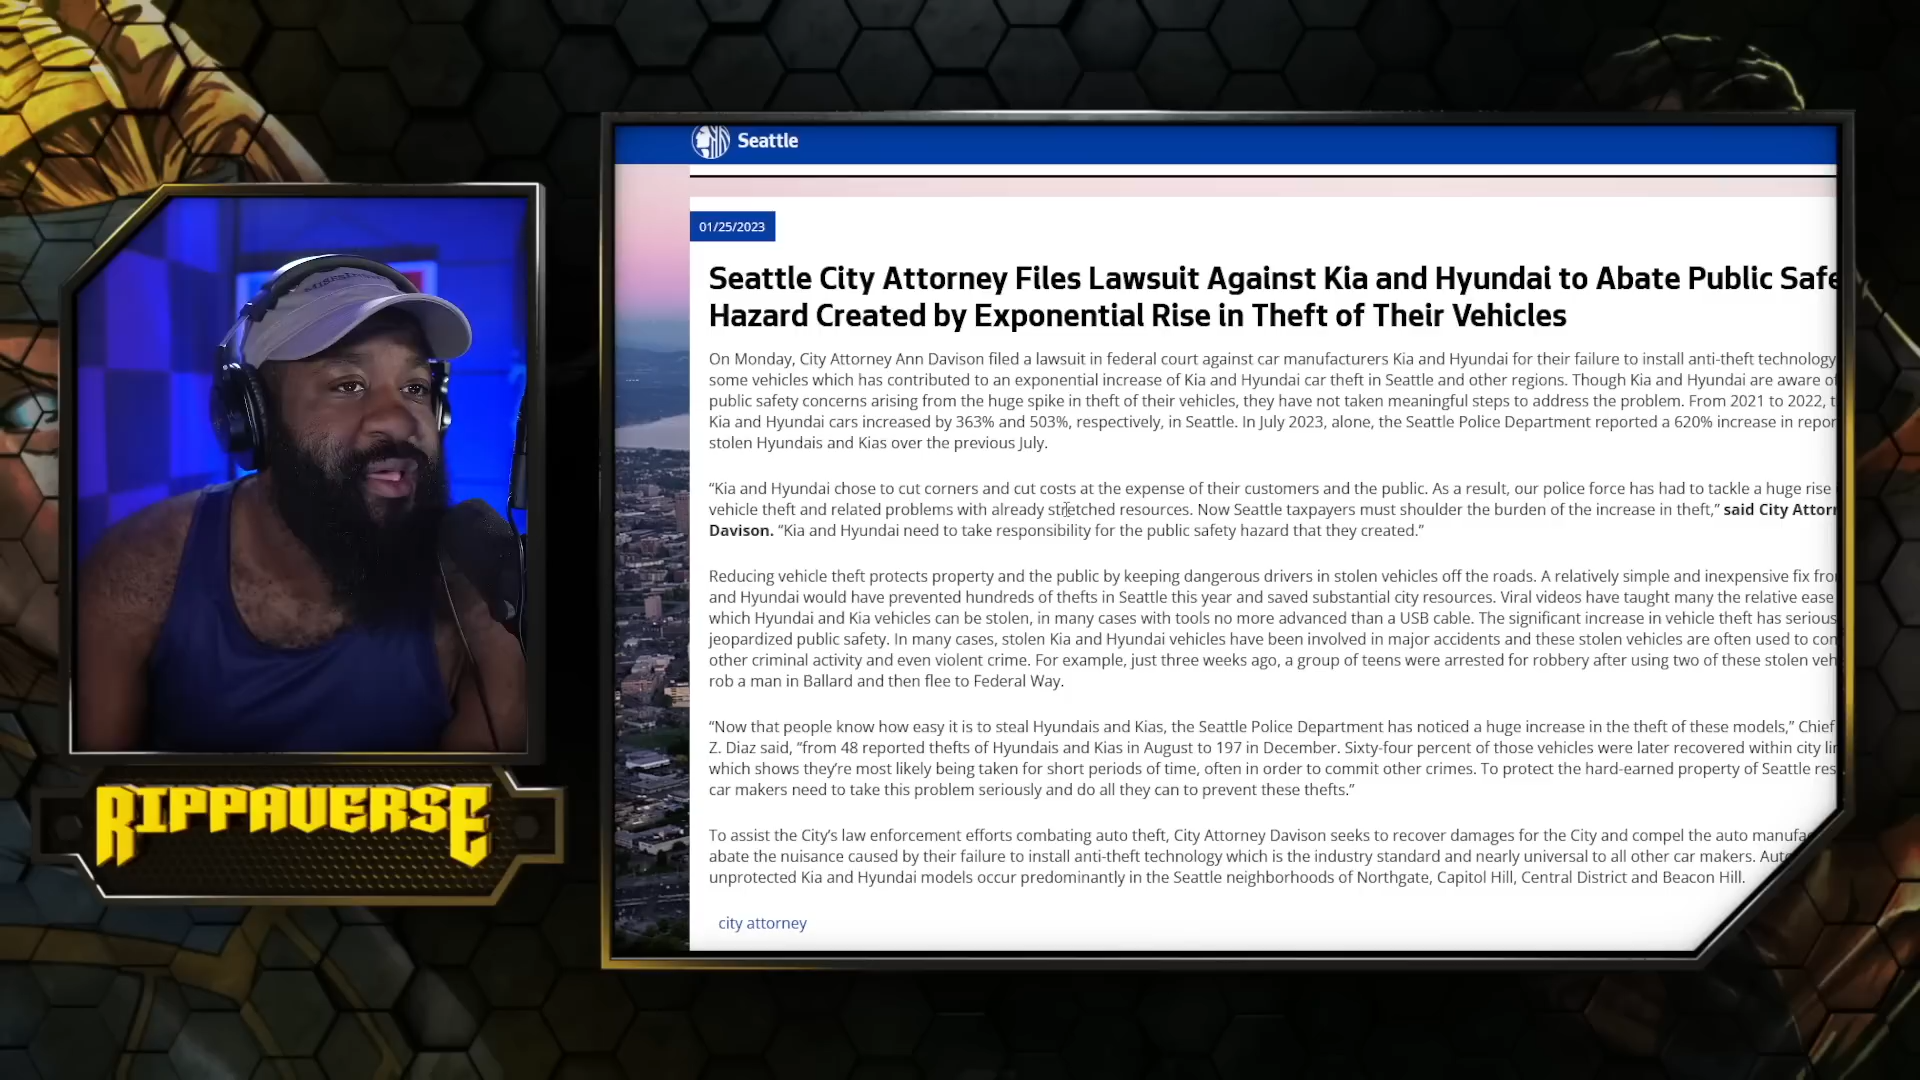 Seattle
01/25/2023
Seattle City Attorney Files Lawsuit Against Kia and Hyundai to Abate Public Safe
Hazard Created by Exponential Rise in Theft of Their Vehicles
On Monday, City Attorney Ann Davison filed a lawsuit in federal court against car manufacturers Kia and Hyundai for their failure to install anti-theft technology
some vehicles which has contributed to an exponential increase of Kia and Hyundai car theft in Seattle and other regions. Though Kia and Hyundai are aware of
public safety concerns arising from the huge spike in theft of their vehicles, they have not taken meaningful steps to address the problem. From 2021 to 2022, t
Kia and Hyundai cars increased by 363% and 503%, respectively, in Seattle. In July 2023, alone, the Seattle Police Department reported a 620% increase in repor
stolen Hyundais and Kias over the previous July.
“Kia and Hyundai chose to cut corners and cut costs at the expense of their customers and the public. As a result, our police force has had to tackle a huge rise
vehicle theft and related problems with already stretched resources. Now Seattle taxpayers must shoulder the burden of the increase in theft,” said City Attorn
Davison. “Kia and Hyundai need to take responsibility for the public safety hazard that they created.”
Reducing vehicle theft protects property and the public by keeping dangerous drivers in stolen vehicles off the roads. A relatively simple and inexpensive fix fro
and Hyundai would have prevented hundreds of thefts in Seattle this year and saved substantial city resources. Viral videos have taught many the relative ease
which Hyundai and Kia vehicles can be stolen, in many cases with tools no more advanced than a USB cable. The significant increase in vehicle theft has serious
jeopardized public safety. In many cases, stolen Kia and Hyundai vehicles have been involved in major accidents and these stolen vehicles are often used to con
other criminal activity and even violent crime. For example, just three weeks ago, a group of teens were arrested for robbery after using two of these stolen veh
rob a man in Ballard and then flee to Federal Way.
“Now that people know how easy it is to steal Hyundais and Kias, the Seattle Police Department has noticed a huge increase in the theft of these models,” Chief
Z. Diaz said, “from 48 reported thefts of Hyundais and Kias in August to 197 in December. Sixty-four percent of those vehicles were later recovered within city lin
which shows they’re most likely being taken for short periods of time, often in order to commit other crimes. To protect the hard-earned property of Seattle res
car makers need to take this problem seriously and do all they can to prevent these thefts.”
To assist the City’s law enforcement efforts combating auto theft, City Attorney Davison seeks to recover damages for the City and compel the auto manufac
abate the nuisance caused by their failure to install anti-theft technology which is the industry standard and nearly universal to all other car makers. Auto
unprotected Kia and Hyundai models occur predominantly in the Seattle neighborhoods of Northgate, Capitol Hill, Central District and Beacon Hill.
city attorney
RIPPAVERSE